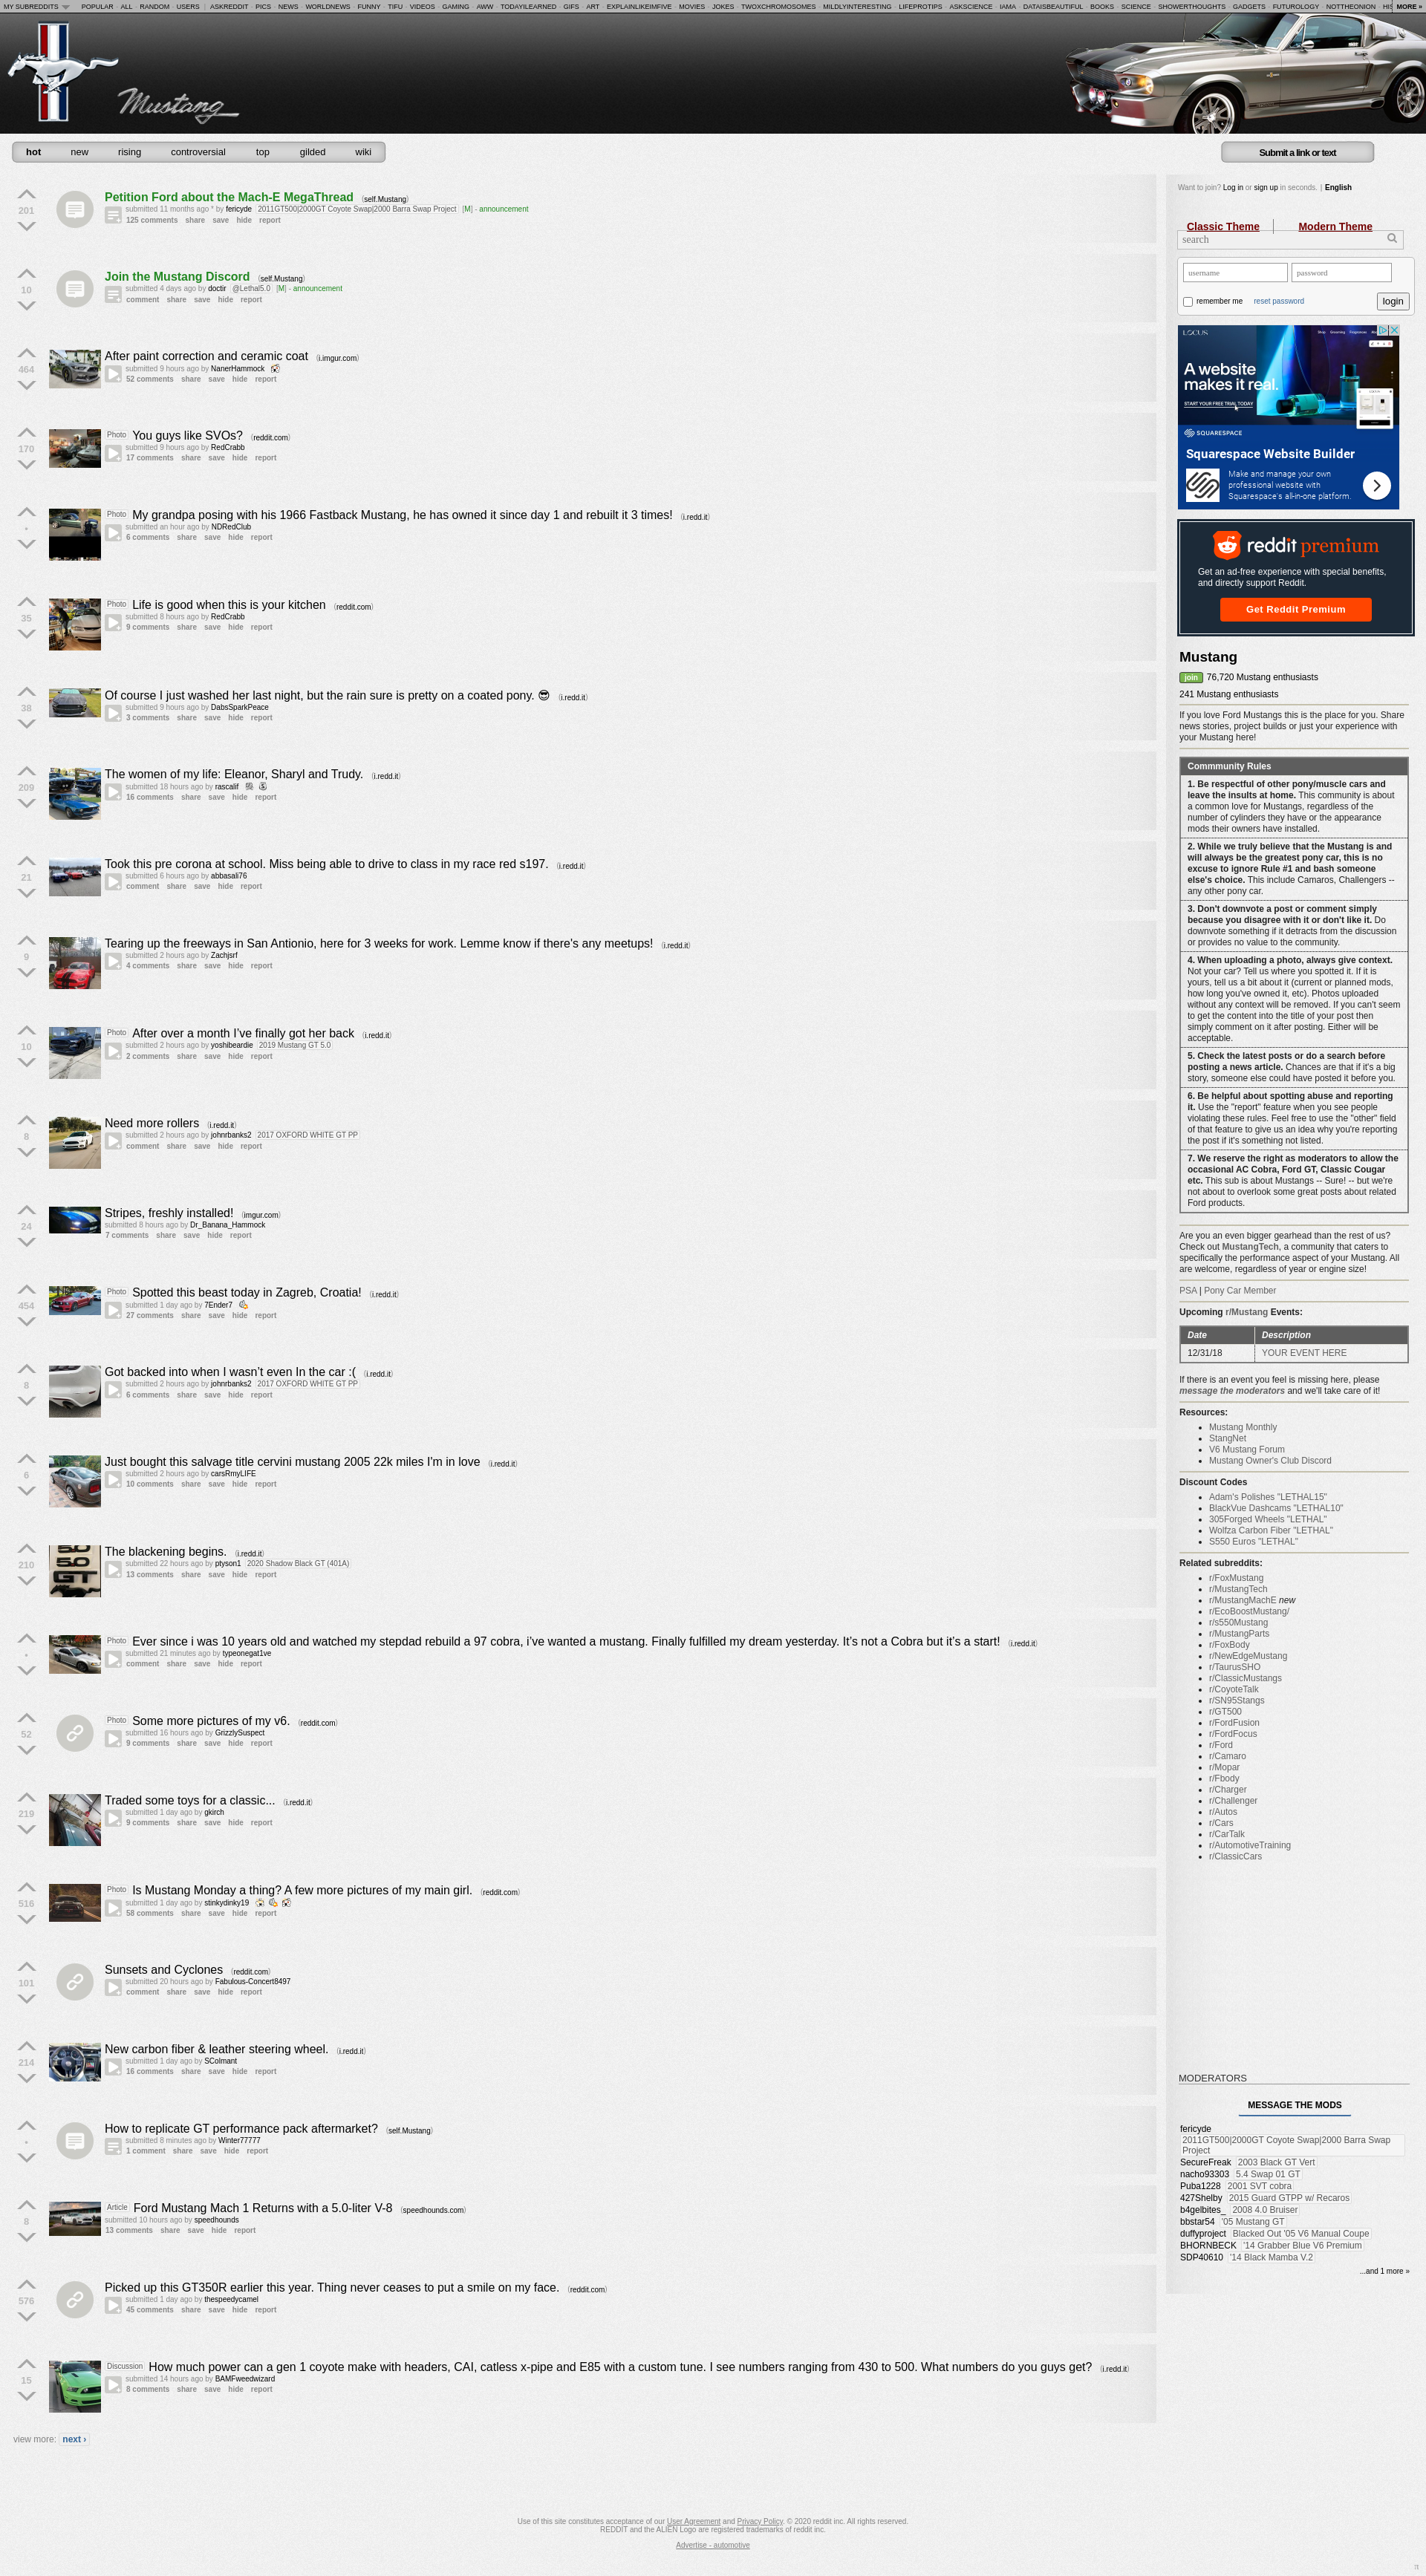 MY SUBREDDITS POPULAR ALL RANDOM USERS | ASKREDDIT PICS NEWS WORLDNEWS FUNNY TIFU VIDEOS GAMING AWW TODAYILEARNED GIFS ART EXPLAINLIKEIMFIVE MOVIES JOKES TWOXCHROMOSOMES MILDLYINTERESTING LIFEPROTIPS ASKSCIENCE IAMA DATAISBEAUTIFUL BOOKS SCIENCE SHOWERTHOUGHTS GADGETS FUTUROLOGY NOTTHEONION MORE »
Mustang
hot new rising controversial top gilded wiki
Submit a link or text
201
Petition Ford about the Mach-E MegaThread (self.Mustang)
submitted 11 months ago * by fericyde 2011GT500|2000GT Coyote Swap|2000 Barra Swap Project [M] - announcement
125 comments share save hide report
10
Join the Mustang Discord (self.Mustang)
submitted 4 days ago by doctir @Lethal5.0 [M] - announcement
comment share save hide report
464
After paint correction and ceramic coat (i.imgur.com)
submitted 9 hours ago by NanerHammock
52 comments share save hide report
170
Photo You guys like SVOs? (reddit.com)
submitted 9 hours ago by RedCrabb
17 comments share save hide report
•
Photo My grandpa posing with his 1966 Fastback Mustang, he has owned it since day 1 and rebuilt it 3 times! (i.redd.it)
submitted an hour ago by NDRedClub
6 comments share save hide report
35
Photo Life is good when this is your kitchen (reddit.com)
submitted 8 hours ago by RedCrabb
9 comments share save hide report
38
Of course I just washed her last night, but the rain sure is pretty on a coated pony. 😎 (i.redd.it)
submitted 9 hours ago by DabsSparkPeace
3 comments share save hide report
209
The women of my life: Eleanor, Sharyl and Trudy. (i.redd.it)
submitted 18 hours ago by rascalif
16 comments share save hide report
21
Took this pre corona at school. Miss being able to drive to class in my race red s197. (i.redd.it)
submitted 6 hours ago by abbasali76
comment share save hide report
9
Tearing up the freeways in San Antionio, here for 3 weeks for work. Lemme know if there's any meetups! (i.redd.it)
submitted 2 hours ago by Zachjsrf
4 comments share save hide report
10
Photo After over a month I've finally got her back (i.redd.it)
submitted 2 hours ago by yoshibeardie 2019 Mustang GT 5.0
2 comments share save hide report
8
Need more rollers (i.redd.it)
submitted 2 hours ago by johnrbanks2 2017 OXFORD WHITE GT PP
comment share save hide report
24
Stripes, freshly installed! (imgur.com)
submitted 8 hours ago by Dr_Banana_Hammock
7 comments share save hide report
454
Photo Spotted this beast today in Zagreb, Croatia! (i.redd.it)
submitted 1 day ago by 7Ender7
27 comments share save hide report
8
Got backed into when I wasn't even In the car :( (i.redd.it)
submitted 2 hours ago by johnrbanks2 2017 OXFORD WHITE GT PP
6 comments share save hide report
6
Just bought this salvage title cervini mustang 2005 22k miles I'm in love (i.redd.it)
submitted 2 hours ago by carsRmyLIFE
10 comments share save hide report
210
5.0
GT
The blackening begins. (i.redd.it)
submitted 22 hours ago by ptyson1 2020 Shadow Black GT (401A)
13 comments share save hide report
•
Photo Ever since i was 10 years old and watched my stepdad rebuild a 97 cobra, i've wanted a mustang. Finally fulfilled my dream yesterday. It's not a Cobra but it's a start! (i.redd.it)
submitted 21 minutes ago by typeonegat1ve
comment share save hide report
52
Photo Some more pictures of my v6. (reddit.com)
submitted 16 hours ago by GrizzlySuspect
9 comments share save hide report
219
Traded some toys for a classic... (i.redd.it)
submitted 1 day ago by gkirch
9 comments share save hide report
516
Photo Is Mustang Monday a thing? A few more pictures of my main girl. (reddit.com)
submitted 1 day ago by stinkydinky19
58 comments share save hide report
101
Sunsets and Cyclones (reddit.com)
submitted 20 hours ago by Fabulous-Concert8497
comment share save hide report
214
New carbon fiber & leather steering wheel. (i.redd.it)
submitted 1 day ago by SColmant
16 comments share save hide report
•
How to replicate GT performance pack aftermarket? (self.Mustang)
submitted 8 minutes ago by Winter77777
1 comment share save hide report
8
Article Ford Mustang Mach 1 Returns with a 5.0-liter V-8 (speedhounds.com)
submitted 10 hours ago by speedhounds
13 comments share save hide report
576
Picked up this GT350R earlier this year. Thing never ceases to put a smile on my face. (reddit.com)
submitted 1 day ago by thespeedycamel
45 comments share save hide report
15
Discussion How much power can a gen 1 coyote make with headers, CAI, catless x-pipe and E85 with a custom tune. I see numbers ranging from 430 to 500. What numbers do you guys get? (i.redd.it)
submitted 14 hours ago by BAMFweedwizard
8 comments share save hide report
view more: next ›
Want to join? Log in or sign up in seconds. | English
Classic Theme Modern Theme
search
username password
remember me reset password login
LOCUS
A website
makes it real.
START YOUR FREE TRIAL TODAY
SQUARESPACE
Squarespace Website Builder
Make and manage your own
professional website with
Squarespace's all-in-one platform.
reddit premium
Get an ad-free experience with special benefits,
and directly support Reddit.
Get Reddit Premium
Mustang
join 76,720 Mustang enthusiasts
241 Mustang enthusiasts
If you love Ford Mustangs this is the place for you. Share
news stories, project builds or just your experience with
your Mustang here!
Commmunity Rules
1. Be respectful of other pony/muscle cars and
leave the insults at home. This community is about
a common love for Mustangs, regardless of the
number of cylinders they have or the appearance
mods their owners have installed.
2. While we truly believe that the Mustang is and
will always be the greatest pony car, this is no
excuse to ignore Rule #1 and bash someone
else's choice. This include Camaros, Challengers --
any other pony car.
3. Don't downvote a post or comment simply
because you disagree with it or don't like it. Do
downvote something if it detracts from the discussion
or provides no value to the community.
4. When uploading a photo, always give context.
Not your car? Tell us where you spotted it. If it is
yours, tell us a bit about it (current or planned mods,
how long you've owned it, etc). Photos uploaded
without any context will be removed. If you can't seem
to get the content into the title of your post then
simply comment on it after posting. Either will be
acceptable.
5. Check the latest posts or do a search before
posting a news article. Chances are that if it's a big
story, someone else could have posted it before you.
6. Be helpful about spotting abuse and reporting
it. Use the "report" feature when you see people
violating these rules. Feel free to use the "other" field
of that feature to give us an idea why you're reporting
the post if it's something not listed.
7. We reserve the right as moderators to allow the
occasional AC Cobra, Ford GT, Classic Cougar
etc. This sub is about Mustangs -- Sure! -- but we're
not about to overlook some great posts about related
Ford products.
Are you an even bigger gearhead than the rest of us?
Check out MustangTech, a community that caters to
specifically the performance aspect of your Mustang. All
are welcome, regardless of year or engine size!
PSA | Pony Car Member
Upcoming r/Mustang Events:
Date Description
12/31/18 YOUR EVENT HERE
If there is an event you feel is missing here, please
message the moderators and we'll take care of it!
Resources:
Mustang Monthly
StangNet
V6 Mustang Forum
Mustang Owner's Club Discord
Discount Codes
Adam's Polishes "LETHAL15"
BlackVue Dashcams "LETHAL10"
305Forged Wheels "LETHAL"
Wolfza Carbon Fiber "LETHAL"
S550 Euros "LETHAL"
Related subreddits:
r/FoxMustang
r/MustangTech
r/MustangMachE new
r/EcoBoostMustang/
r/s550Mustang
r/MustangParts
r/FoxBody
r/NewEdgeMustang
r/TaurusSHO
r/ClassicMustangs
r/CoyoteTalk
r/SN95Stangs
r/GT500
r/FordFusion
r/FordFocus
r/Ford
r/Camaro
r/Mopar
r/Fbody
r/Charger
r/Challenger
r/Autos
r/Cars
r/CarTalk
r/AutomotiveTraining
r/ClassicCars
MODERATORS
MESSAGE THE MODS
fericyde
2011GT500|2000GT Coyote Swap|2000 Barra Swap
Project
SecureFreak 2003 Black GT Vert
nacho93303 5.4 Swap 01 GT
Puba1228 2001 SVT cobra
427Shelby 2015 Guard GTPP w/ Recaros
b4gelbites_ 2008 4.0 Bruiser
bbstar54 '05 Mustang GT
duffyproject Blacked Out '05 V6 Manual Coupe
BHORNBECK '14 Grabber Blue V6 Premium
SDP40610 '14 Black Mamba V.2
...and 1 more »
Use of this site constitutes acceptance of our User Agreement and Privacy Policy. © 2020 reddit inc. All rights reserved.
REDDIT and the ALIEN Logo are registered trademarks of reddit inc.
Advertise - automotive